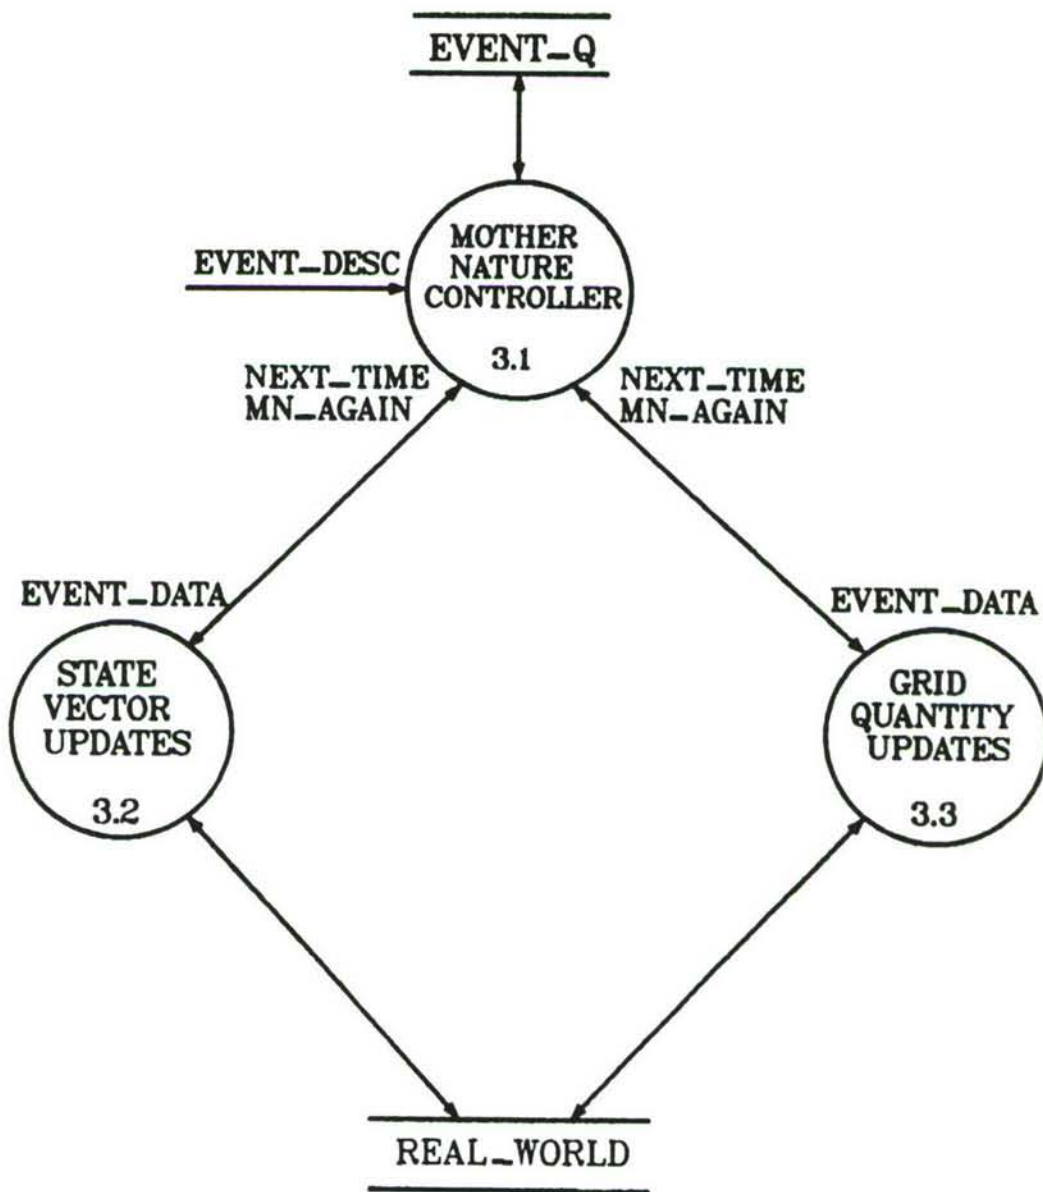 EVENT_Q
MOTHER
NATURE
CONTROLLER
3.1
EVENT_DESC
NEXT_TIME
MN_AGAIN
NEXT_TIME
MN_AGAIN
EVENT_DATA
STATE
VECTOR
UPDATES
3.2
EVENT_DATA
GRID
QUANTITY
UPDATES
3.3
REAL_WORLD